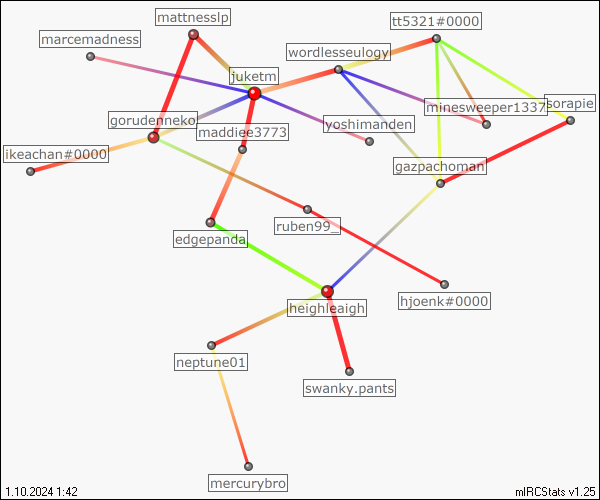 mattnesslp
tt5321#0000
marcemadness
wordlesseulogy
juketm
minesweeper1337
sorapie
gorudenneko
yoshimanden
maddiee3773
ikeachan#0000
gazpachoman
ruben99_
edgepanda
hjoenk#0000
heighleaigh
neptune01
swanky.pants
mercurybro
1.10.2024 1:42
mIRCStats v1.25